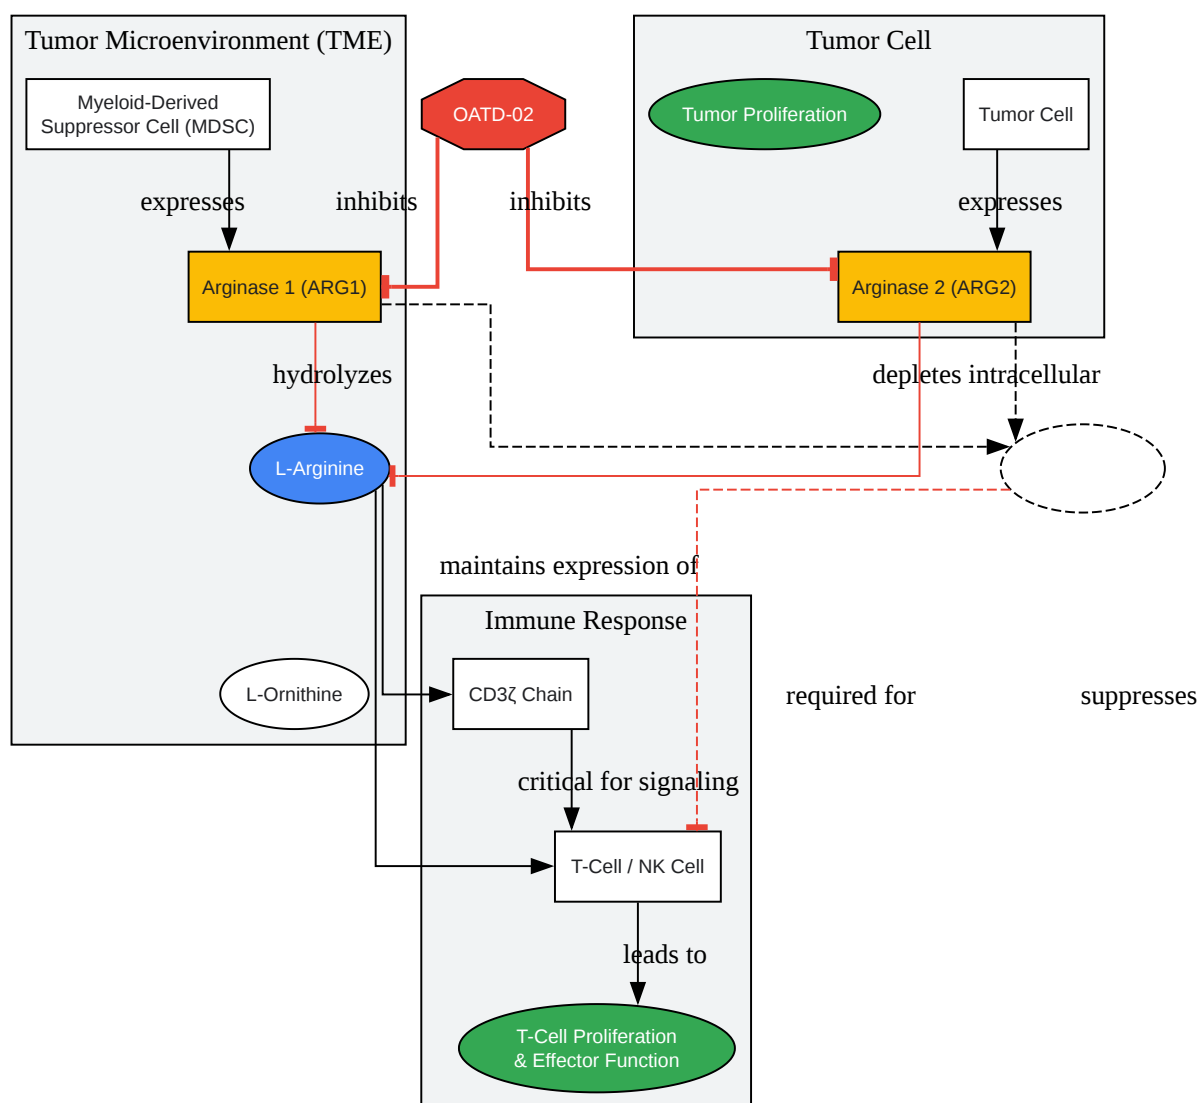 Tumor Microenvironment (TME)
Tumor Cell
Myeloid-Derived
Suppressor Cell (MDSC)
OATD-02
Tumor Proliferation
Tumor Cell
expresses
inhibits
inhibits
expresses
Arginase 1 (ARG1)
Arginase 2 (ARG2)
hydrolyzes
depletes intracellular
L-Arginine
maintains expression of
Immune Response
L-Ornithine
CD3ζ Chain
required for
suppresses
critical for signaling
T-Cell / NK Cell
leads to
T-Cell Proliferation
& Effector Function